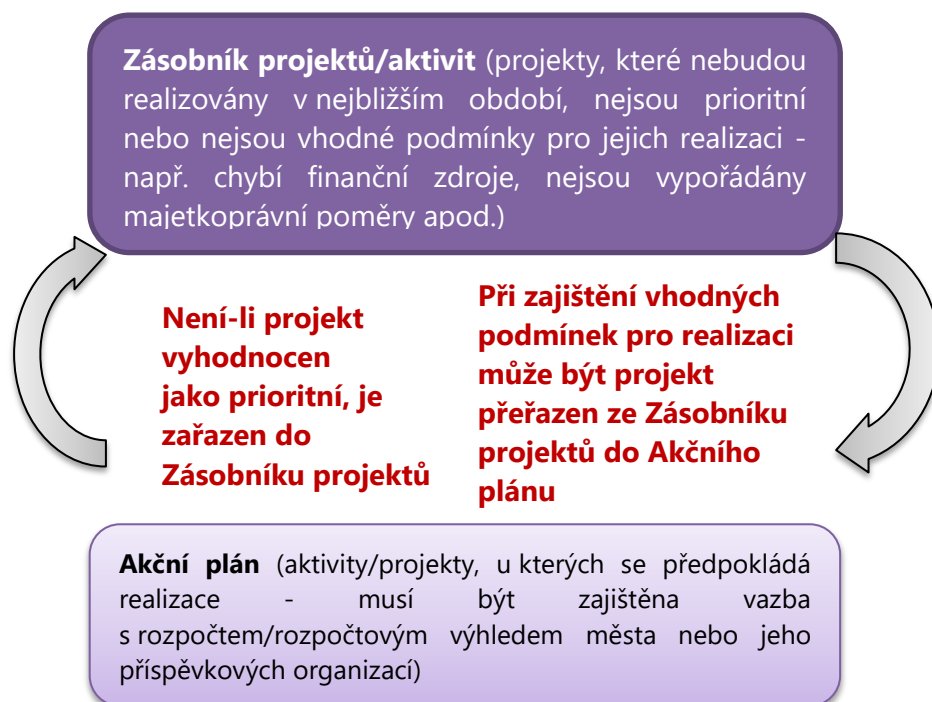 Zásobník projektů/aktivit (projekty, které nebudou
realizovány v nejbližším období, nejsou prioritní
nebo nejsou vhodné podmínky pro jejich realizaci -
např. chybí finanční zdroje, nejsou vypořádány
majetkoprávní poměry apod.)
Není-li projekt
vyhodnocen
jako prioritní, je
zařazen do
Zásobníku projektů
Při zajištění vhodných
podmínek pro realizaci
může být projekt
přeřazen ze Zásobníku
projektů do Akčního
plánu
Akční plán (aktivity/projekty, u kterých se předpokládá
realizace - musí být zajištěna vazba
s rozpočtem/rozpočtovým výhledem města nebo jeho
příspěvkových organizací)